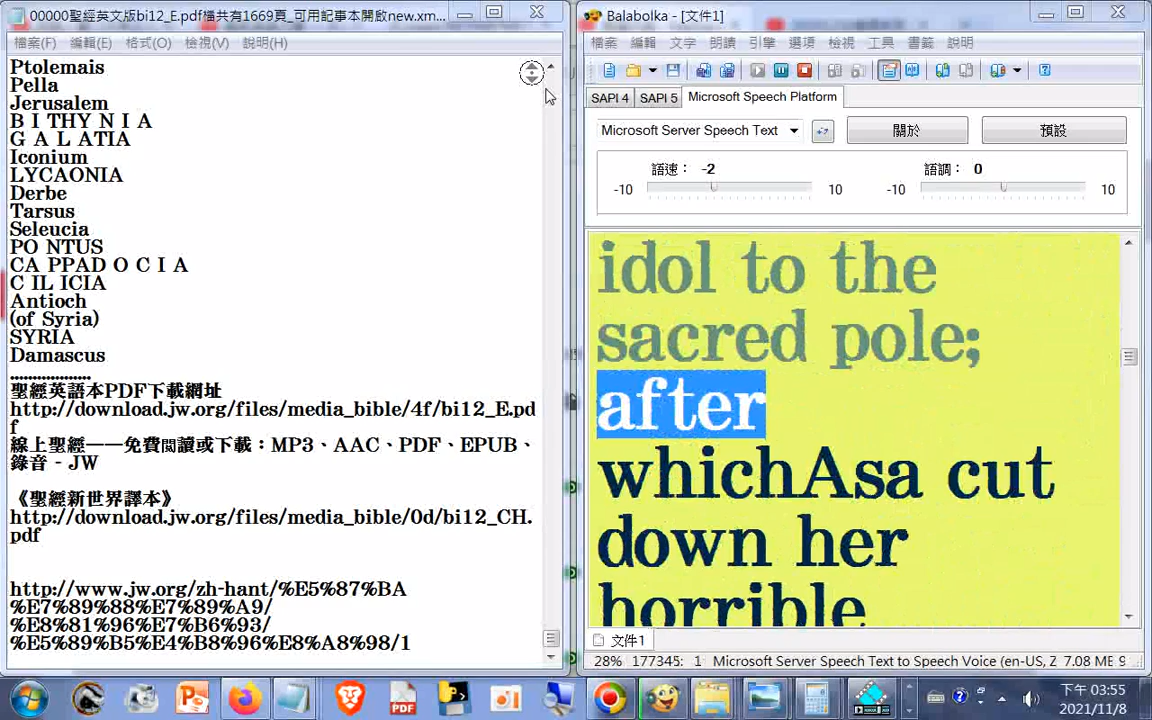 00000聖經英文版bi12_E.pdf檔共有1669頁_可用記事本開啟new.xm...
檔案(F) 編輯(E) 格式(O) 檢視(V) 說明(H)
Ptolemais
Pella
Jerusalem
B I THY N I A
G A L ATIA
Iconium
LYCAONIA
Derbe
Tarsus
Seleucia
PO NTUS
CA PPAD O C I A
C IL ICIA
Antioch
(of Syria)
SYRIA
Damascus
..................
聖經英語本PDF下載網址
http://download.jw.org/files/media_bible/4f/bi12_E.pd
f
線上聖經——免費閱讀或下載：MP3、AAC、PDF、EPUB、
錄音 - JW
《聖經新世界譯本》
http://download.jw.org/files/media_bible/0d/bi12_CH.
pdf
http://www.jw.org/zh-hant/%E5%87%BA
%E7%89%88%E7%89%A9/
%E8%81%96%E7%B6%93/
%E5%89%B5%E4%B8%96%E8%A8%98/1
Balabolka - [文件1]
檔案 編輯 文字 朗讀 引擎 選項 檢視 工具 書籤 說明
SAPI 4 SAPI 5 Microsoft Speech Platform
Microsoft Server Speech Text 關於 預設
語速： -2 語調： 0
-10 10 -10 10
idol to the
sacred pole;
after
whichAsa cut
down her
horrible
文件1
28% 177345: 1 Microsoft Server Speech Text to Speech Voice (en-US, Z 7.08 MB 9
PDF
下午 03:55
2021/11/8